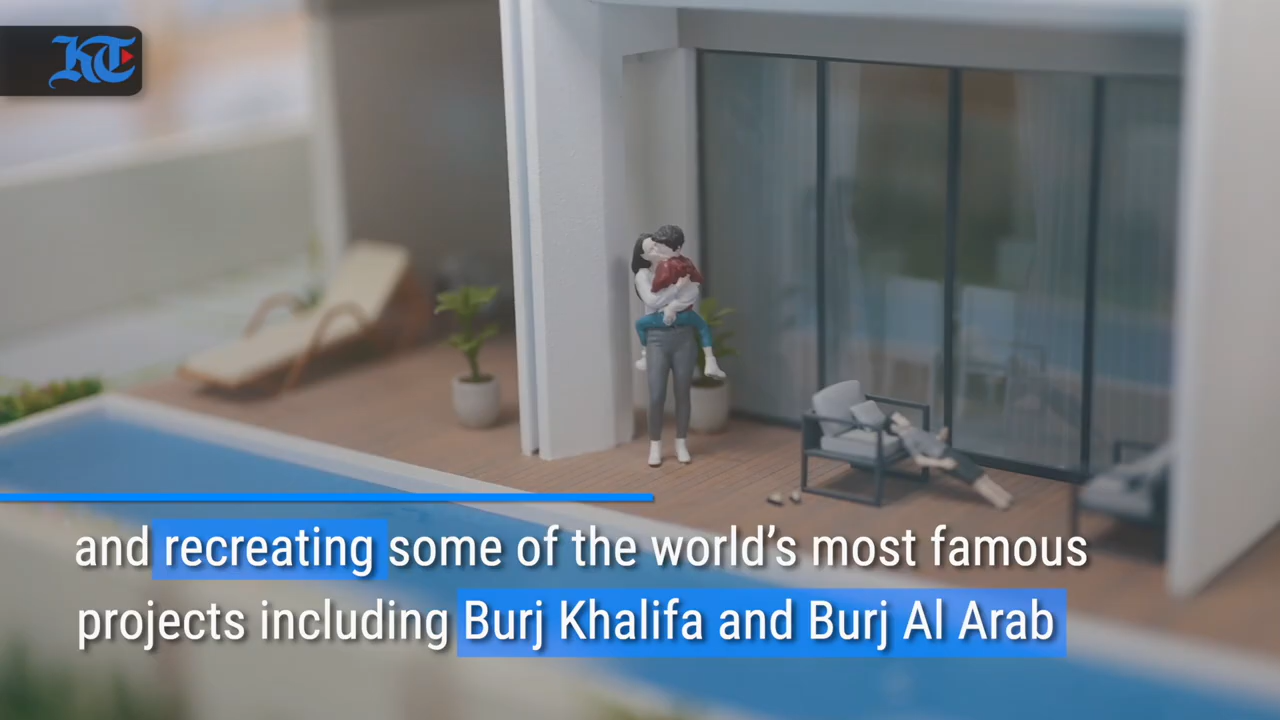 KT
and recreating some of the world’s most famous
projects including Burj Khalifa and Burj Al Arab